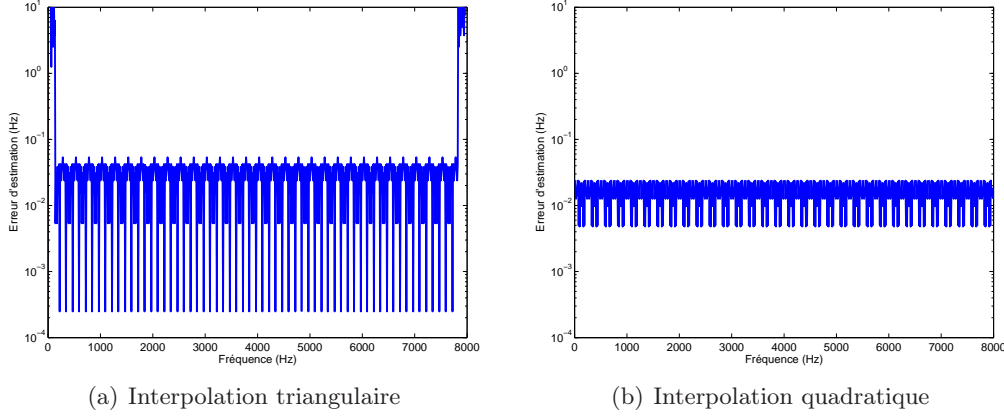 10^1
10^0
10^-1
10^-2
10^-3
10^-4
Erreur d'estimation (Hz)
0 1000 2000 3000 4000 5000 6000 7000 8000
Fréquence (Hz)
(a) Interpolation triangulaire
10^1
10^0
10^-1
10^-2
10^-3
10^-4
Erreur d'estimation (Hz)
0 1000 2000 3000 4000 5000 6000 7000 8000
Fréquence (Hz)
(b) Interpolation quadratique